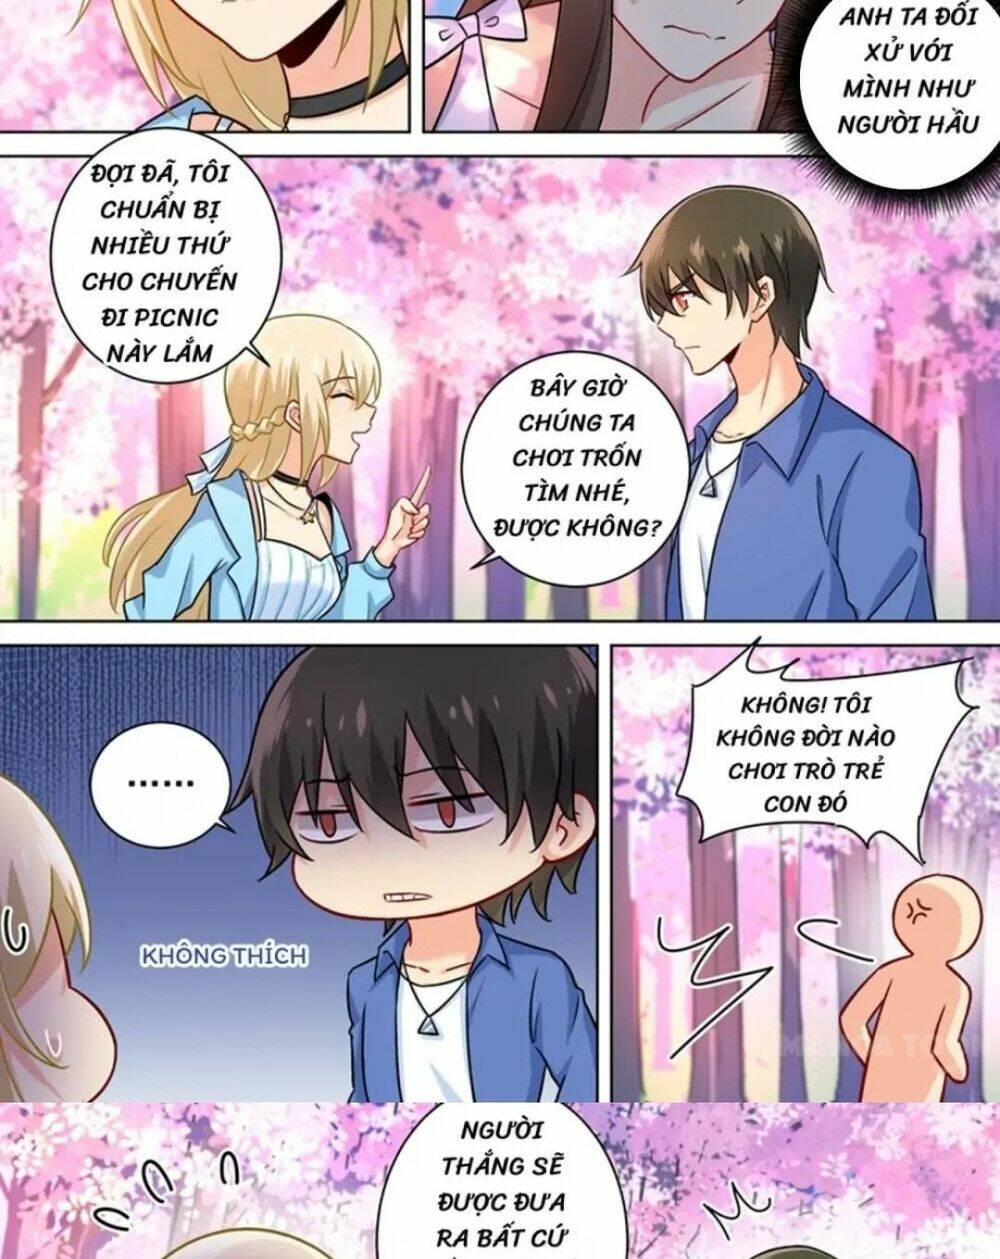 ANH TA ĐỐI
XỬ VỚI
MÌNH NHƯ
NGƯỜI HẦU
ĐỢI ĐÃ, TÔI
CHUẨN BỊ
NHIỀU THỨ
CHO CHUYẾN
ĐI PICNIC
NÀY LẮM
BÂY GIỜ
CHÚNG TA
CHƠI TRỐN
TÌM NHÉ,
ĐƯỢC KHÔNG?
......
KHÔNG THÍCH
KHÔNG! TÔI
KHÔNG ĐỜI NÀO
CHƠI TRÒ TRẺ
CON ĐÓ
NGƯỜI
THẮNG SẼ
ĐƯỢC ĐƯA
RA BẤT CỨ